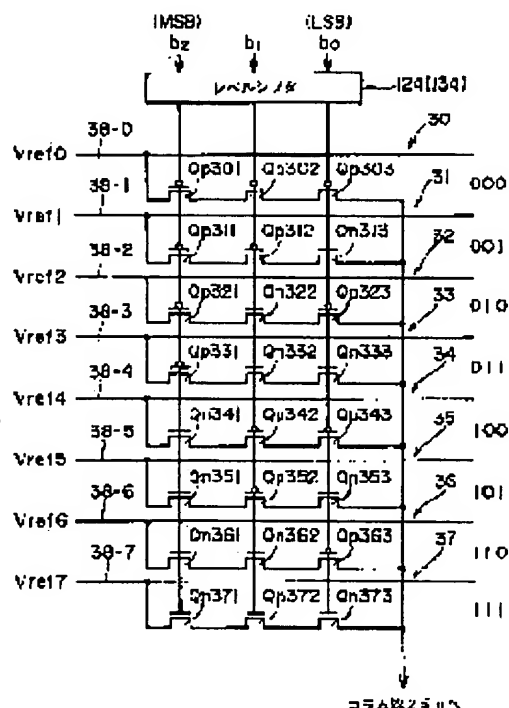 (MSB) (LSB)
b2 b1 b0
レベルシフタ 124[134]
38-0 30
Vref0
Qp301 Qp302 Qp303 000
38-1 31
Vref1
Qp311 Qp312 Qn313 001
38-2 32
Vref2
Qp321 Qn322 Qp323 010
38-3 33
Vref3
Qp331 Qn332 Qn333 011
38-4 34
Vref4
Qn341 Qp342 Qp343 100
38-5 35
Vref5
Qn351 Qp352 Qn353 101
38-6 36
Vref6
Qn361 Qn362 Qp363 110
38-7 37
Vref7
Qn371 Qp372 Qn373 111